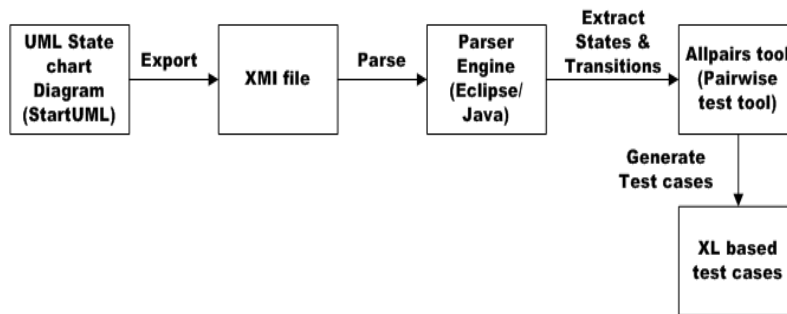 UML State
chart
Diagram
(StartUML)
Export
XMI file
Parse
Parser
Engine
(Eclipse/
Java)
Extract
States &
Transitions
Allpairs tool
(Pairwise
test tool)
Generate
Test cases
XL based
test cases